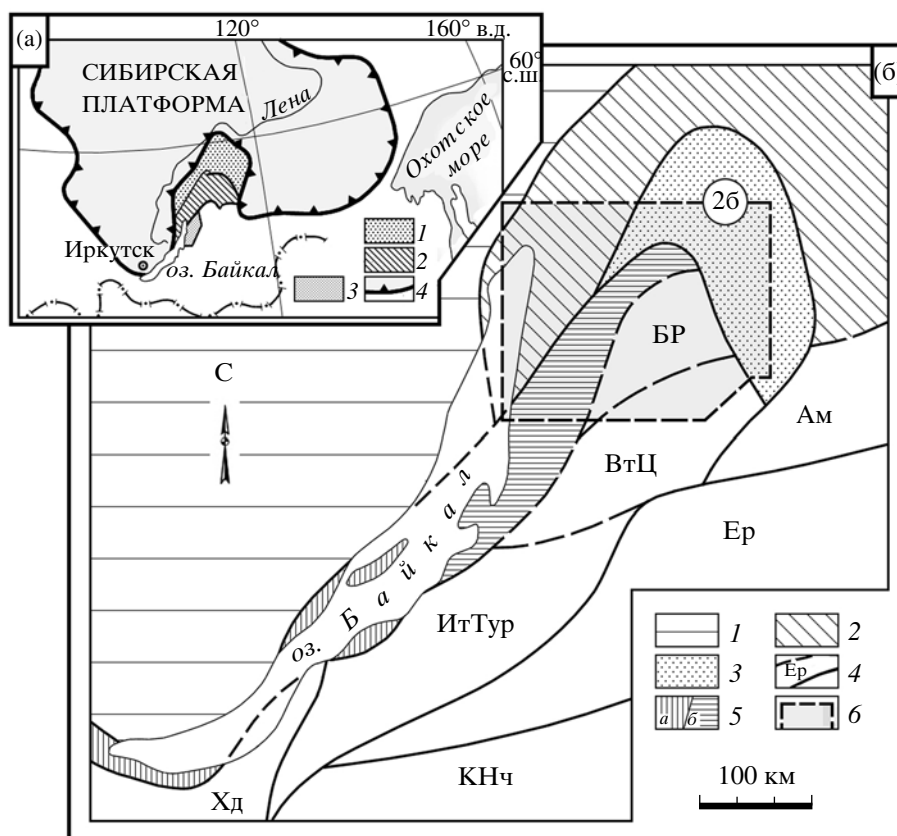 (а)
120°
160° в.д.
60°
с.ш.
(б)
СИБИРСКАЯ
ПЛАТФОРМА
Лена
Охотское
море
Иркутск
оз. Байкал
1
2
3
4
2б
БР
С
Ам
ВтЦ
Ер
оз. Байкал
ИтТур
Хд
КНч
1
2
3
Ер
4
а
б
5
6
100 км